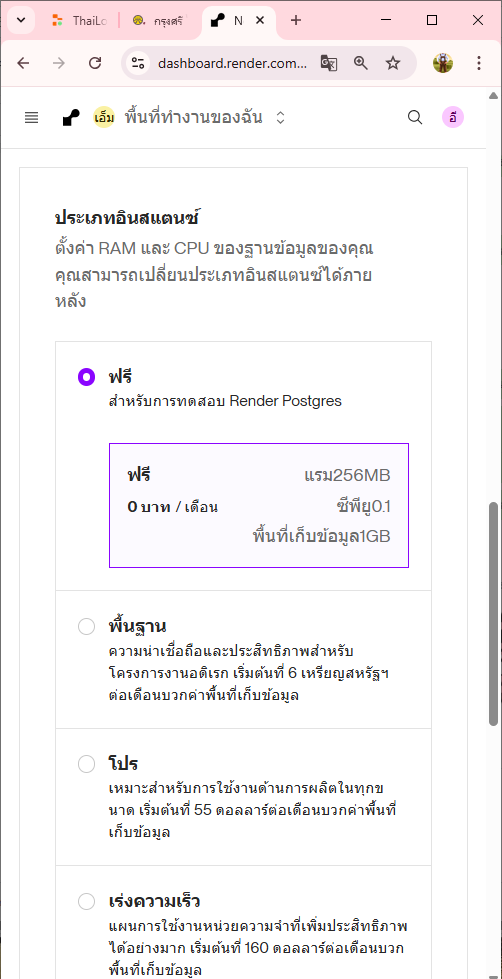 ThaiLo
กรุงศรี
N
dashboard.render.com...
เอ็ม พื้นที่ทำงานของฉัน
อี
ประเภทอินสแตนซ์
ตั้งค่า RAM และ CPU ของฐานข้อมูลของคุณ
คุณสามารถเปลี่ยนประเภทอินสแตนซ์ได้ภาย
หลัง
ฟรี
สำหรับการทดสอบ Render Postgres
ฟรี
แรม256MB
0 บาท / เดือน
ซีพียู0.1
พื้นที่เก็บข้อมูล1GB
พื้นฐาน
ความน่าเชื่อถือและประสิทธิภาพสำหรับ
โครงการงานอดิเรก เริ่มต้นที่ 6 เหรียญสหรัฐฯ
ต่อเดือนบวกค่าพื้นที่เก็บข้อมูล
โปร
เหมาะสำหรับการใช้งานด้านการผลิตในทุกข
นาด เริ่มต้นที่ 55 ดอลลาร์ต่อเดือนบวกค่าพื้นที่
เก็บข้อมูล
เร่งความเร็ว
แผนการใช้งานหน่วยความจำที่เพิ่มประสิทธิภาพ
ได้อย่างมาก เริ่มต้นที่ 160 ดอลลาร์ต่อเดือนบวก
พื้นที่เก็บข้อมูล